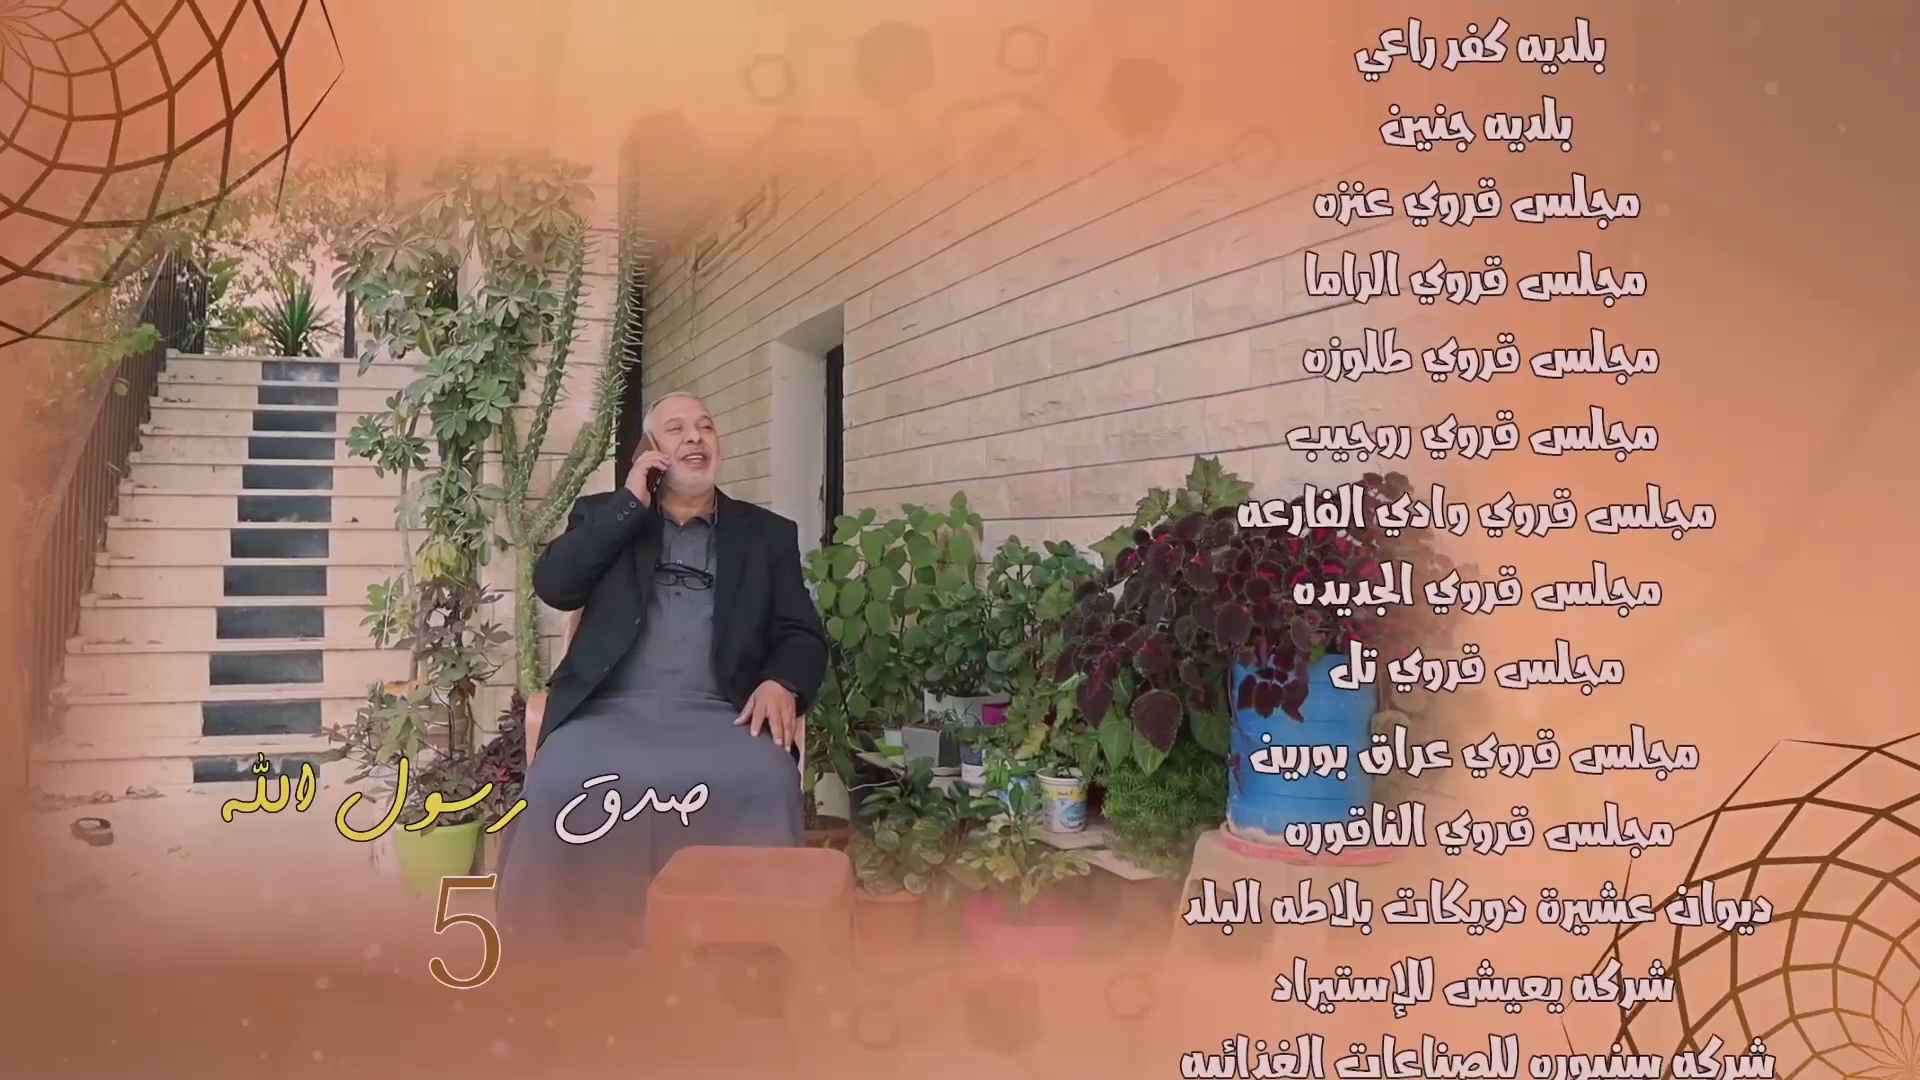 بلديه كفر راعي
بلديه جنين
مجلس قروي عنزه
مجلس قروي الراما
مجلس قروي طلوزه
مجلس قروي روجيب
مجلس قروي وادي الفارعه
مجلس قروي الجديده
مجلس قروي تل
مجلس قروي عراق بورين
مجلس قروي الناقوره
ديوان عشيرة دويكات بلاطه البلد
شركه يعيش للإستيراد
شركه سنيوره للصناعات الغذائيه
صدق رسول الله
5